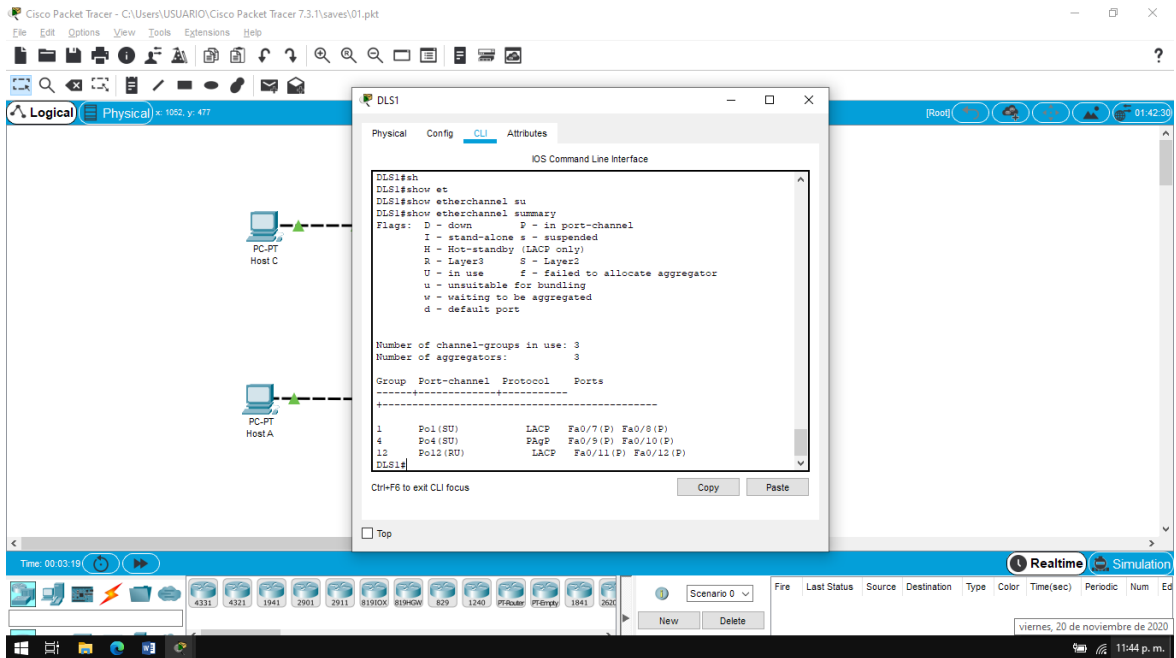 Cisco Packet Tracer - C:\Users\USUARIO\Cisco Packet Tracer 7.3.1\saves\01.pkt
File Edit Options View Tools Extensions Help
?
Logical Physical x: 1052, y: 477 [Root] 01:42:30
DLS1
Physical Config CLI Attributes
IOS Command Line Interface
DLS1#sh
DLS1#show et
DLS1#show etherchannel su
DLS1#show etherchannel summary
Flags: D - down P - in port-channel
I - stand-alone s - suspended
H - Hot-standby (LACP only)
R - Layer3 S - Layer2
U - in use f - failed to allocate aggregator
u - unsuitable for bundling
w - waiting to be aggregated
d - default port
Number of channel-groups in use: 3
Number of aggregators: 3
Group Port-channel Protocol Ports
------+-------------+-----------
+----------------------------------------------
1 Po1(SU) LACP Fa0/7(P) Fa0/8(P)
4 Po4(SU) PAgP Fa0/9(P) Fa0/10(P)
12 Po12(RU) LACP Fa0/11(P) Fa0/12(P)
DLS1#
Ctrl+F6 to exit CLI focus Copy Paste
Top
PC-PT
Host C
PC-PT
Host A
Time: 00:03:19 Realtime Simulation
4331 4321 1941 2901 2911 819IOX 819HGW 829 1240 PT-Router PT-Empty 1841
Scenario 0
New Delete
Fire Last Status Source Destination Type Color Time(sec) Periodic Num Ed
viernes, 20 de noviembre de 2020
11:44 p. m.